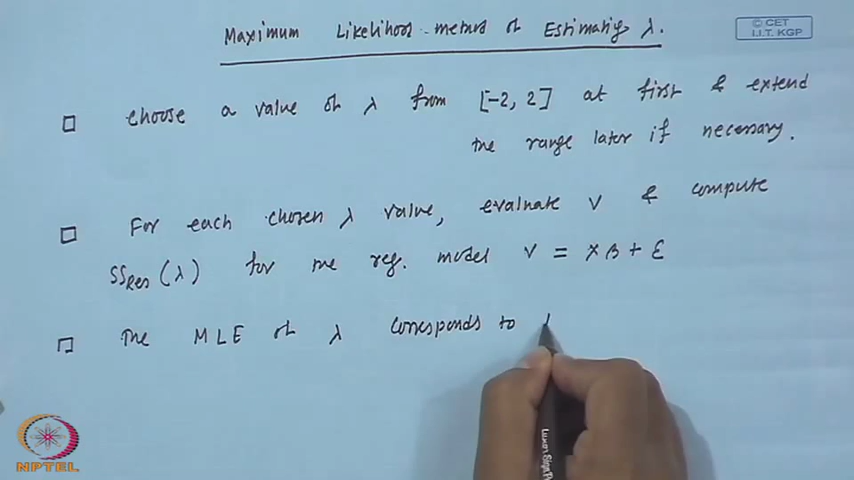 Maximum Likelihood method of Estimating λ.
© CET
I.I.T. KGP
□ choose a value of λ from [-2, 2] at first & extend
the range later if necessary.
□ For each chosen λ value, evaluate V & compute
SS_Res (λ) for the reg. model V = Xβ + ε
□ The MLE of λ corresponds to
NPTEL